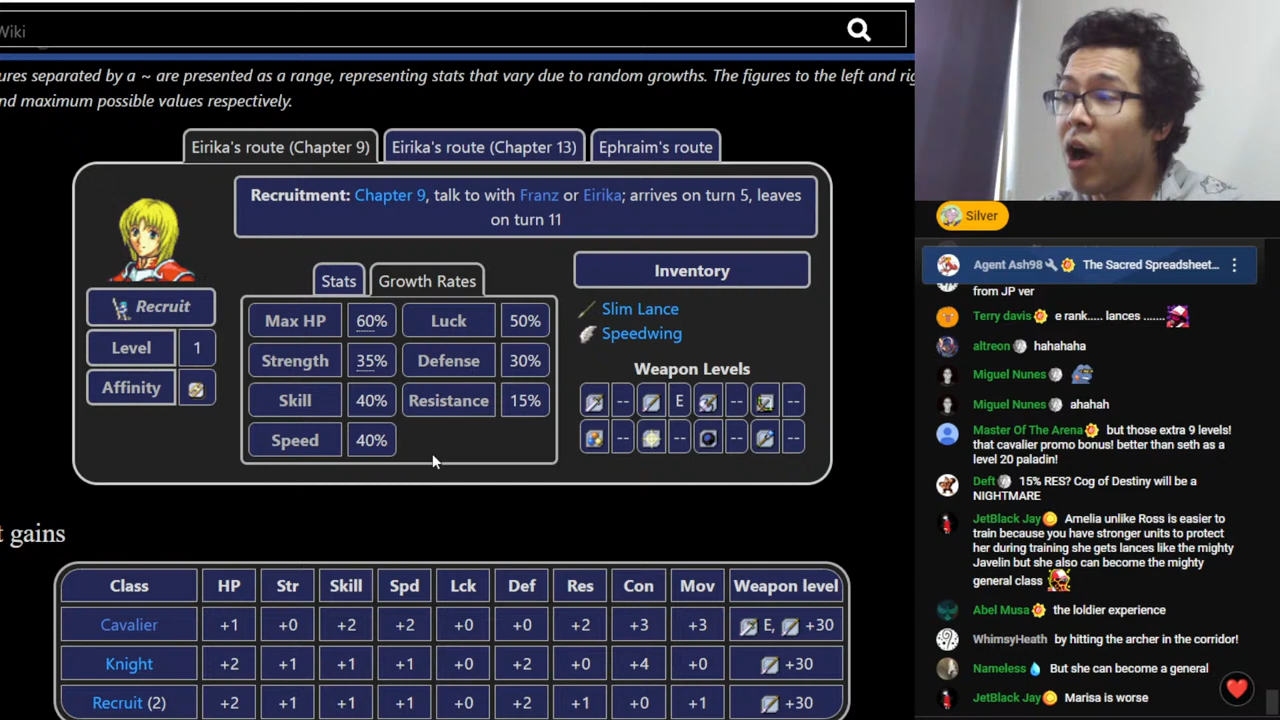 Wiki
ures separated by a ~ are presented as a range, representing stats that vary due to random growths. The figures to the left and rig
nd maximum possible values respectively.
Eirika's route (Chapter 9) Eirika's route (Chapter 13) Ephraim's route
Recruitment: Chapter 9, talk to with Franz or Eirika; arrives on turn 5, leaves
on turn 11
Recruit
Level 1
Affinity
Stats Growth Rates
Max HP 60% Luck 50%
Strength 35% Defense 30%
Skill 40% Resistance 15%
Speed 40%
Inventory
Slim Lance
Speedwing
Weapon Levels
-- E -- --
-- -- -- --
t gains
Class HP Str Skill Spd Lck Def Res Con Mov Weapon level
Cavalier +1 +0 +2 +2 +0 +0 +2 +3 +3 E, +30
Knight +2 +1 +1 +1 +0 +2 +0 +4 +0 +30
Recruit (2) +2 +1 +1 +1 +0 +2 +1 +0 +1 +30
Silver
Agent Ash98 The Sacred Spreadsheet...
from JP ver
Terry davis e rank..... lances .......
altreon hahahaha
Miguel Nunes
Miguel Nunes ahahah
Master Of The Arena but those extra 9 levels!
that cavalier promo bonus! better than seth as a
level 20 paladin!
Deft 15% RES? Cog of Destiny will be a
NIGHTMARE
JetBlack Jay Amelia unlike Ross is easier to
train because you have stronger units to protect
her during training she gets lances like the mighty
Javelin but she also can become the mighty
general class
Abel Musa the loldier experience
WhimsyHeath by hitting the archer in the corridor!
Nameless But she can become a general
JetBlack Jay Marisa is worse